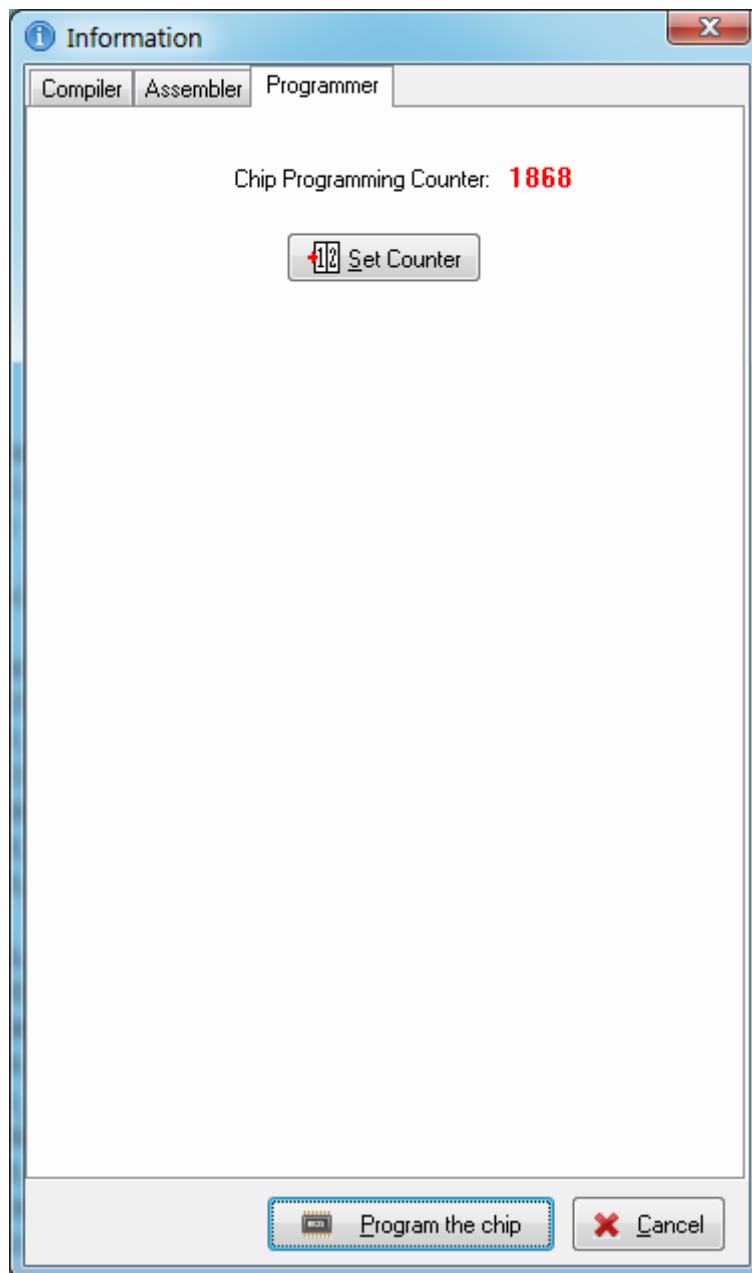 Information
Compiler Assembler Programmer
Chip Programming Counter: 1868
Set Counter
Program the chip Cancel